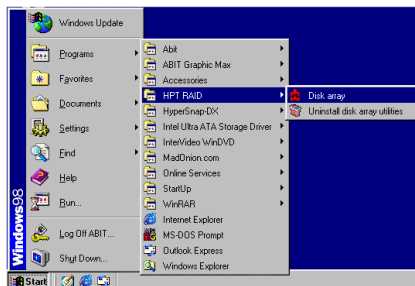 Windows Update
Programs
Favorites
Documents
Settings
Find
Help
Run...
Log Off ABIT...
Shut Down...
Windows98
Start
Abit
ABIT Graphic Max
Accessories
HPT RAID
HyperSnap-DX
Intel Ultra ATA Storage Driver
InterVideo WinDVD
MadOnion.com
Online Services
StartUp
WinRAR
Internet Explorer
MS-DOS Prompt
Outlook Express
Windows Explorer
Disk array
Uninstall disk array utilities